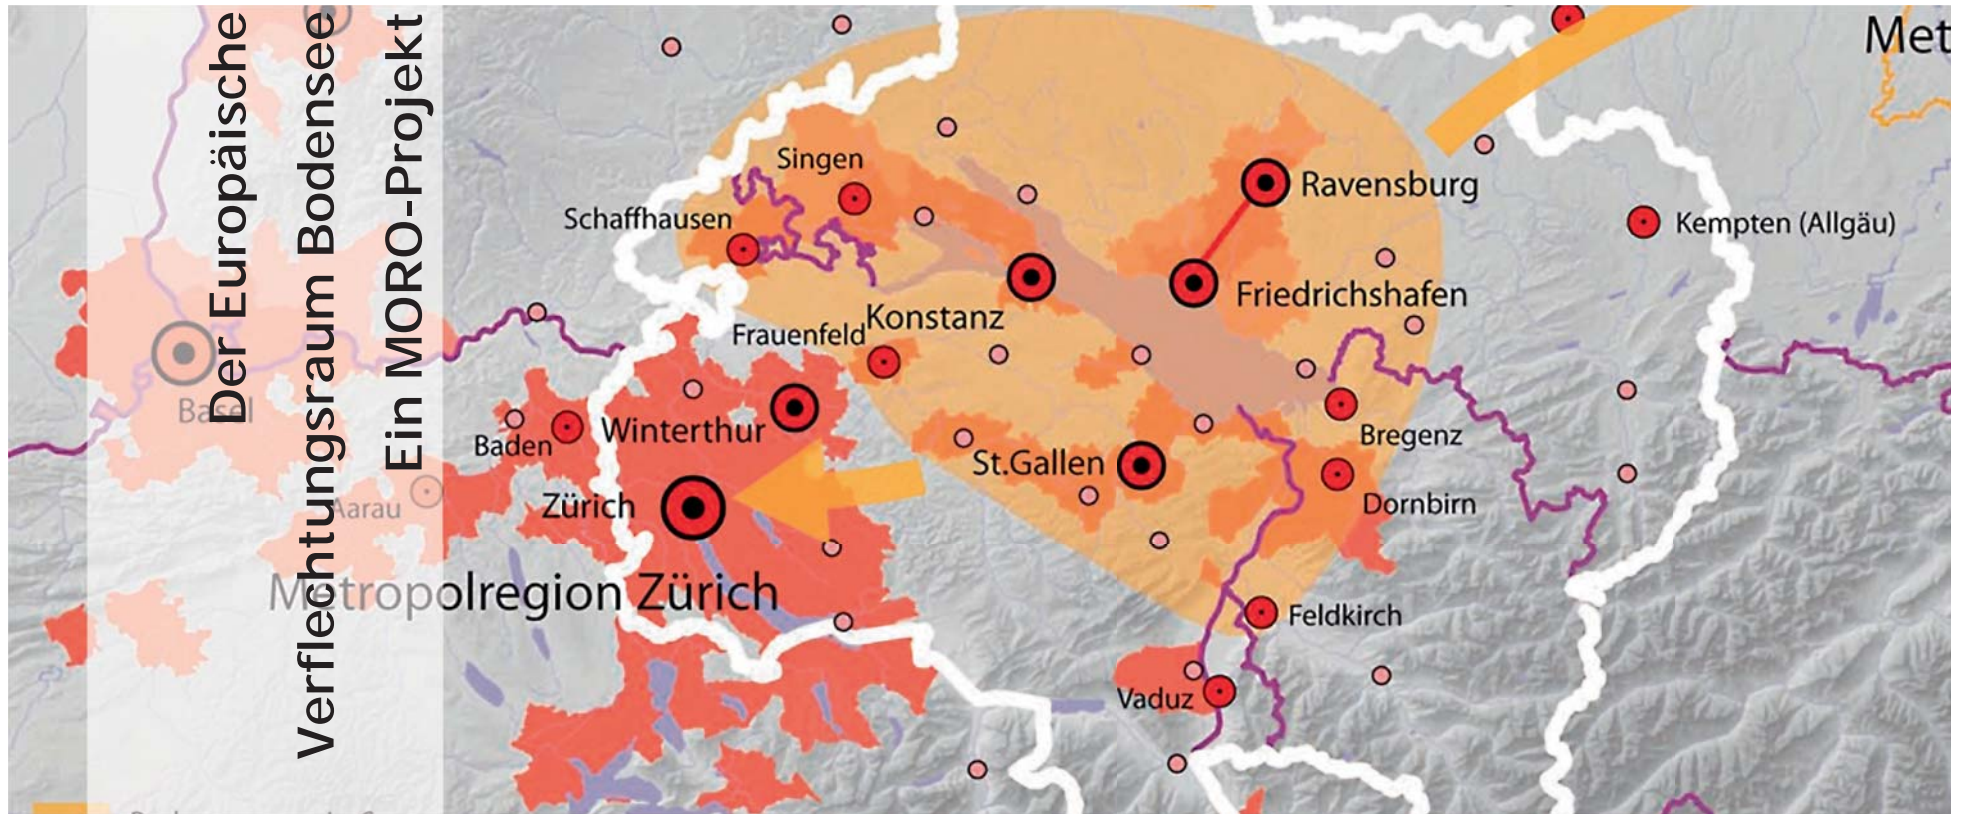 Der Europäische
Verflechtungsraum Bodensee
Ein MORO-Projekt
Met
Singen
Ravensburg
Schaffhausen
Kempten (Allgäu)
Friedrichshafen
Konstanz
Frauenfeld
Basel
Winterthur
Baden
Bregenz
St.Gallen
Zürich
Aarau
Dornbirn
Metropolregion Zürich
Feldkirch
Vaduz